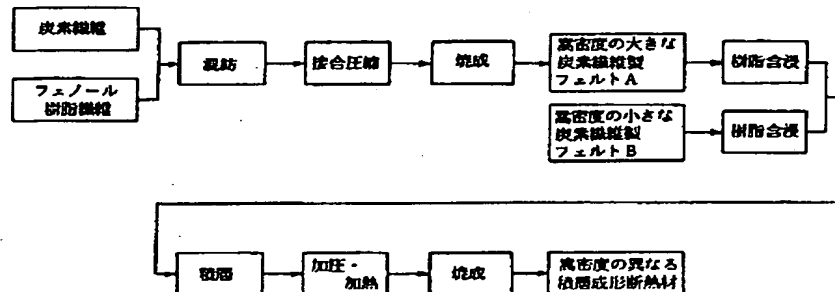 炭素繊維
フェノール
樹脂繊維
混紡
圧縮
焼成
嵩密度の大きな
炭素繊維製
フェルトA
樹脂含浸
嵩密度の小さな
炭素繊維製
フェルトB
樹脂含浸
積層
加圧・
加熱
焼成
嵩密度の異なる
積層成形断熱材